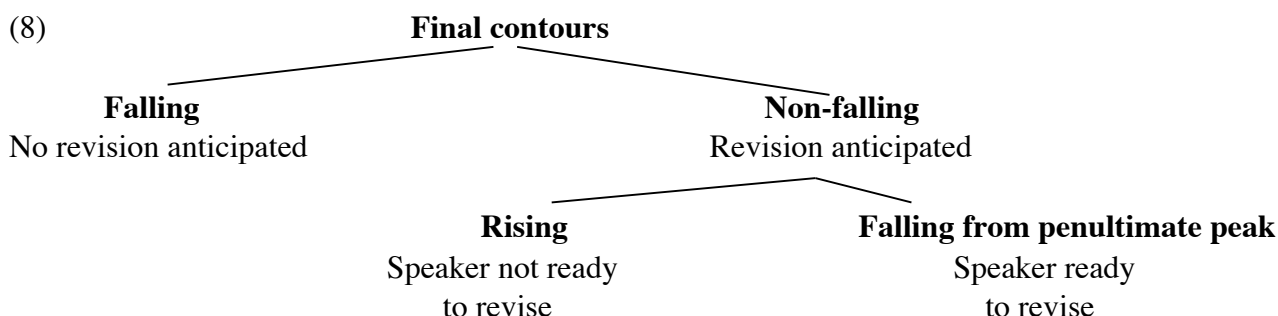 (8) Final contours
Falling Non-falling
No revision anticipated Revision anticipated
Rising Falling from penultimate peak
Speaker not ready Speaker ready
to revise to revise